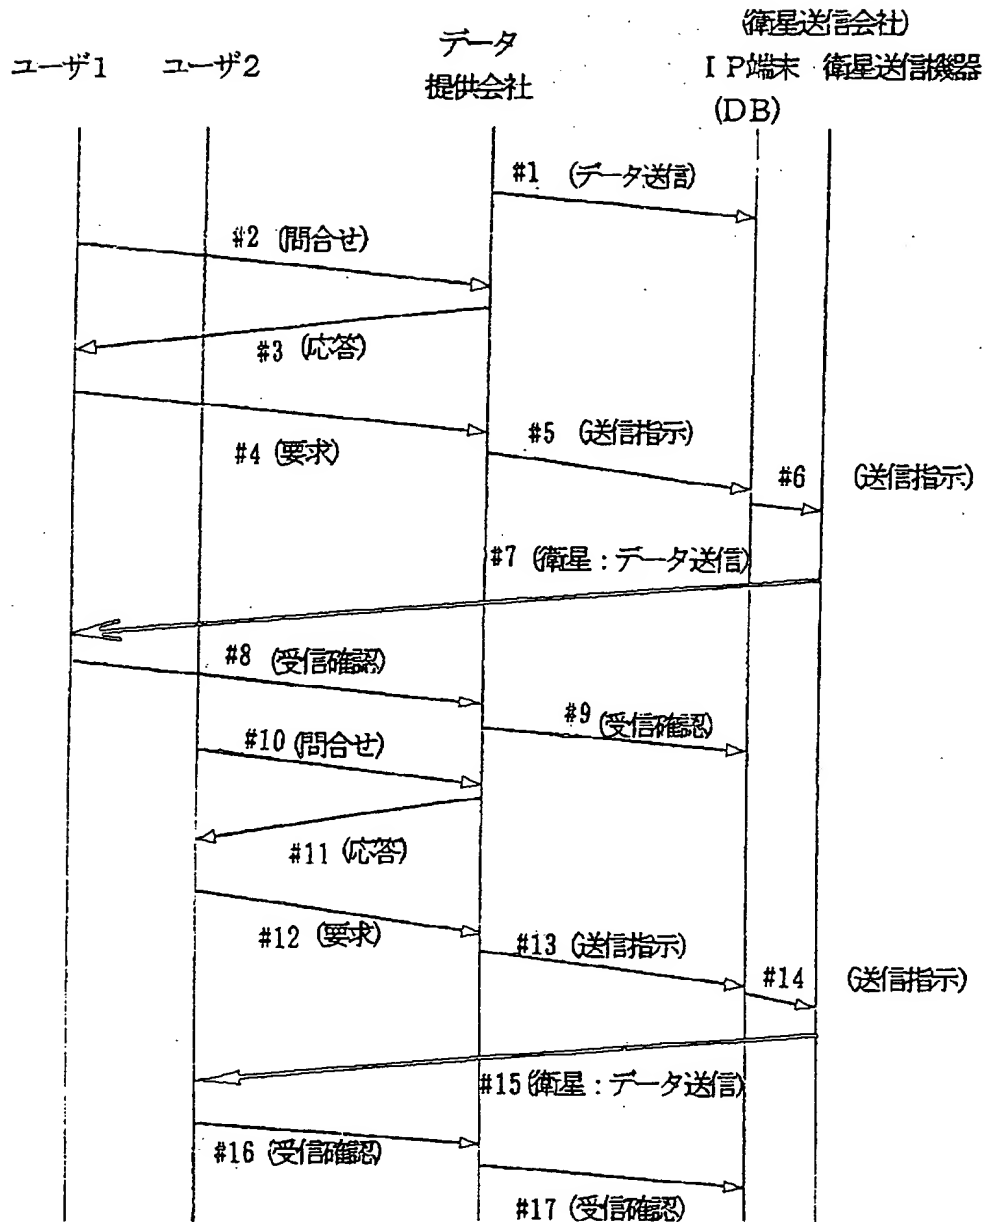 (衛星送信会社)
ユーザ1 ユーザ2 データ 提供会社 IP端末 衛星送信機器
(DB)
#1 (データ送信)
#2 (問合せ)
#3 (応答)
#4 (要求)
#5 (送信指示)
#6 (送信指示)
#7 (衛星:データ送信)
#8 (受信確認)
#9 (受信確認)
#10 (問合せ)
#11 (応答)
#12 (要求)
#13 (送信指示)
#14 (送信指示)
#15 (衛星:データ送信)
#16 (受信確認)
#17 (受信確認)